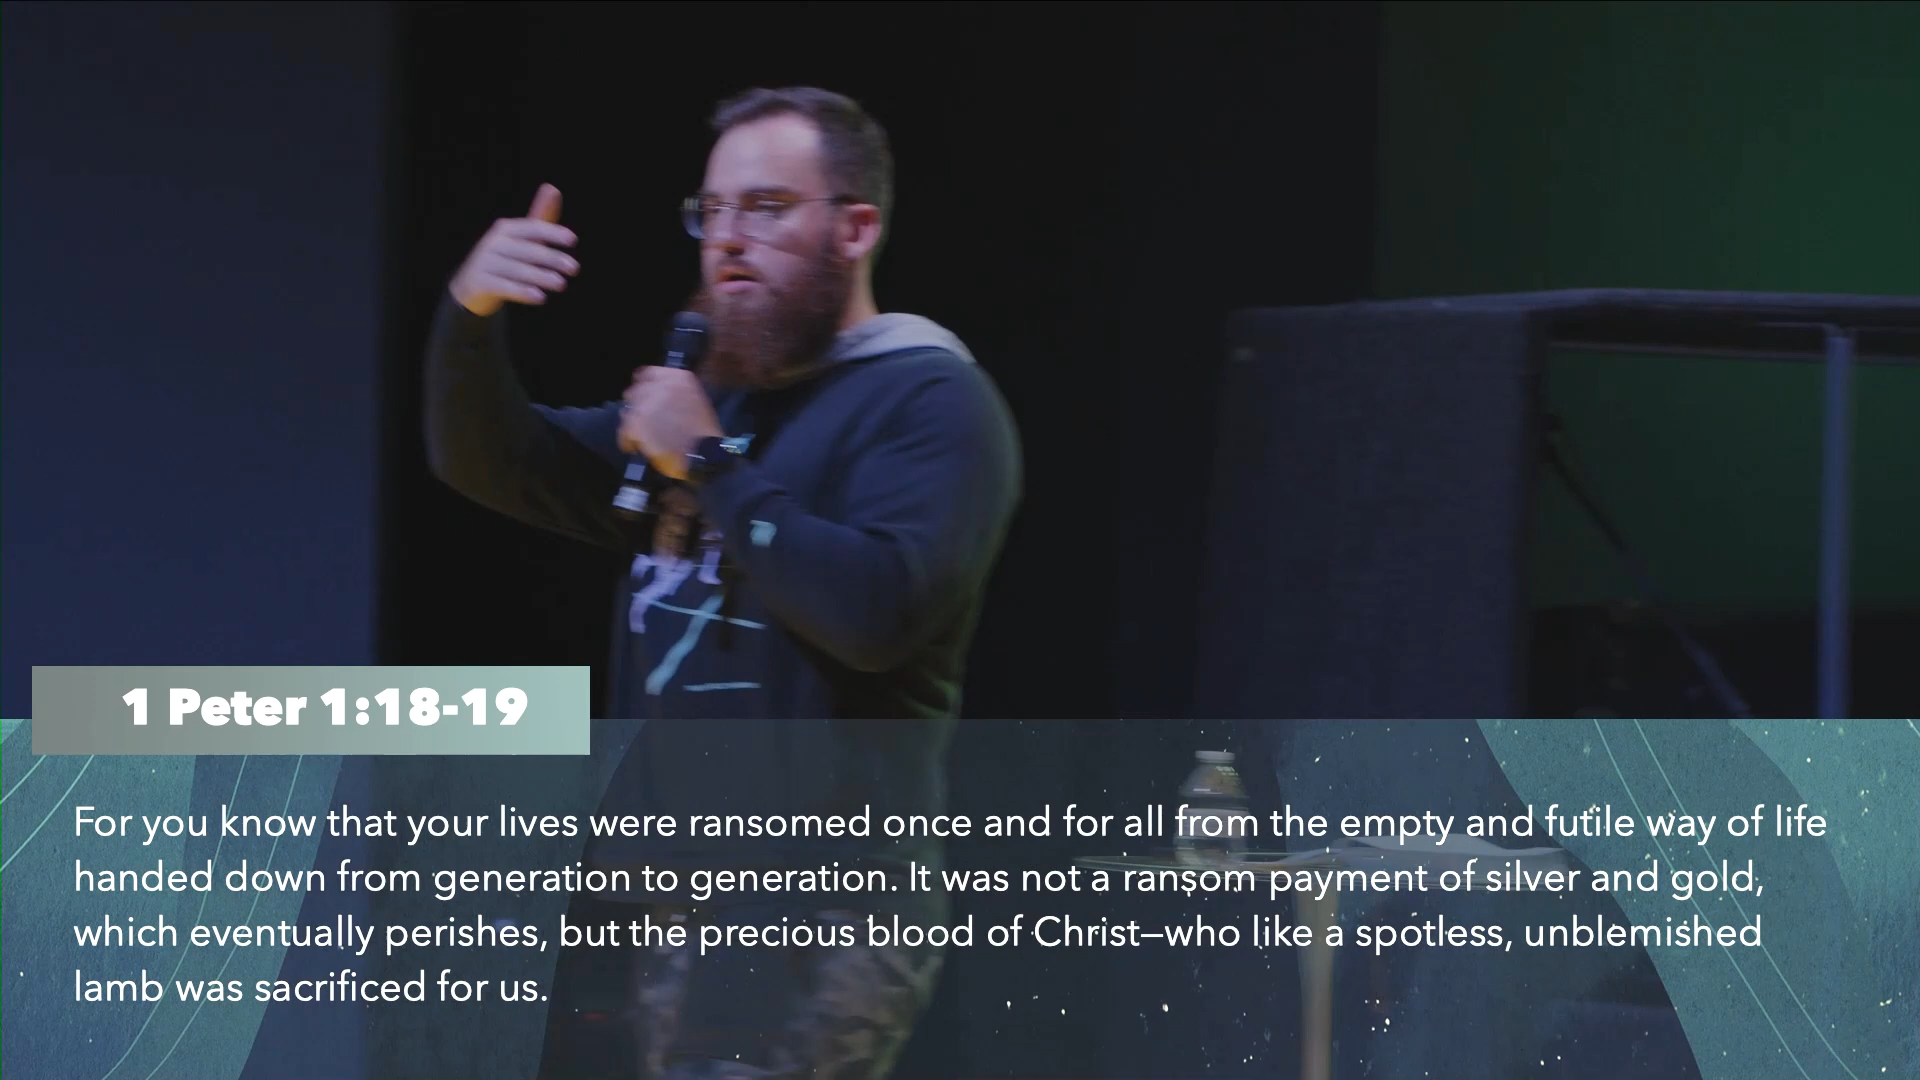 1 Peter 1:18-19
For you know that your lives were ransomed once and for all from the empty and futile way of life
handed down from generation to generation. It was not a ransom payment of silver and gold,
which eventually perishes, but the precious blood of Christ—who like a spotless, unblemished
lamb was sacrificed for us.